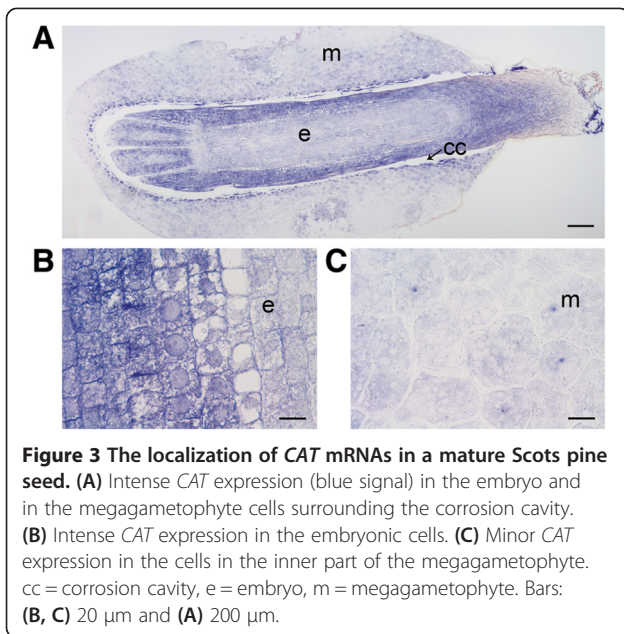 A
m
e
cc
B
e
C
m
Figure 3 The localization of CAT mRNAs in a mature Scots pine
seed. (A) Intense CAT expression (blue signal) in the embryo and
in the megagametophyte cells surrounding the corrosion cavity.
(B) Intense CAT expression in the embryonic cells. (C) Minor CAT
expression in the cells in the inner part of the megagametophyte.
cc = corrosion cavity, e = embryo, m = megagametophyte. Bars:
(B, C) 20 μm and (A) 200 μm.